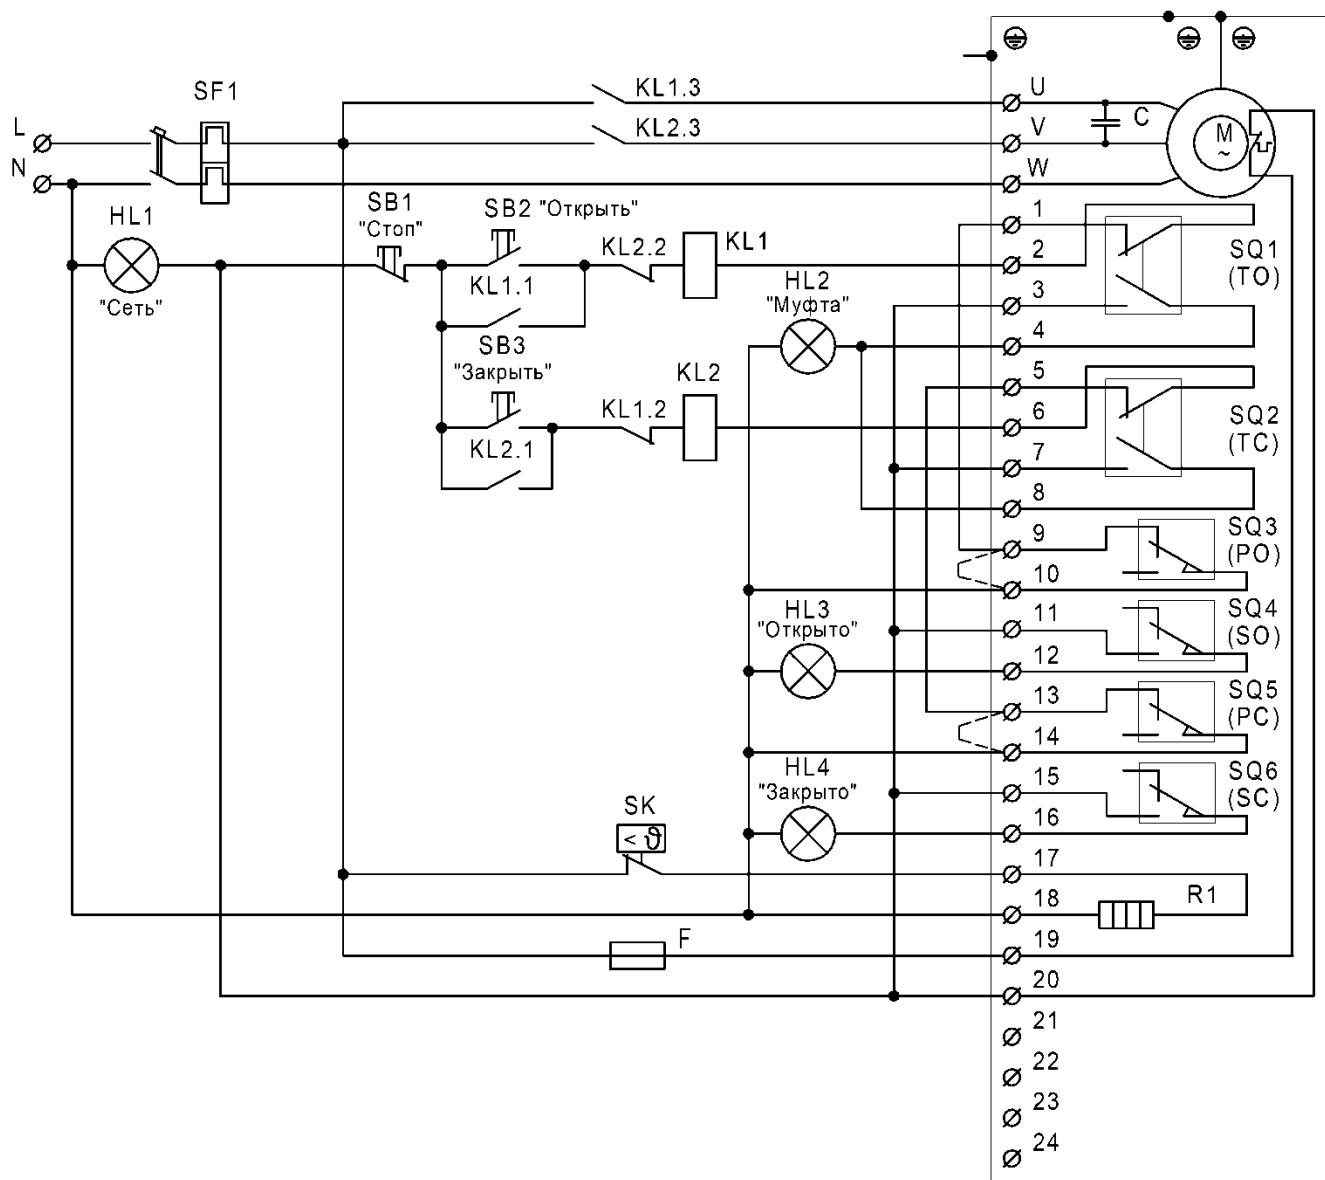 SF1
L
N
KL1.3
KL2.3
U
V
W
C
M
~
HL1
"Сеть"
SB1
"Стоп"
SB2 "Открыть"
KL1.1
KL2.2
KL1
SB3
"Закрыть"
KL2.1
KL1.2
KL2
HL2
"Муфта"
HL3
"Открыто"
HL4
"Закрыто"
SK
< ϑ
F
1
2
3
4
5
6
7
8
9
10
11
12
13
14
15
16
17
18
19
20
21
22
23
24
SQ1
(TO)
SQ2
(TC)
SQ3
(PO)
SQ4
(SO)
SQ5
(PC)
SQ6
(SC)
R1